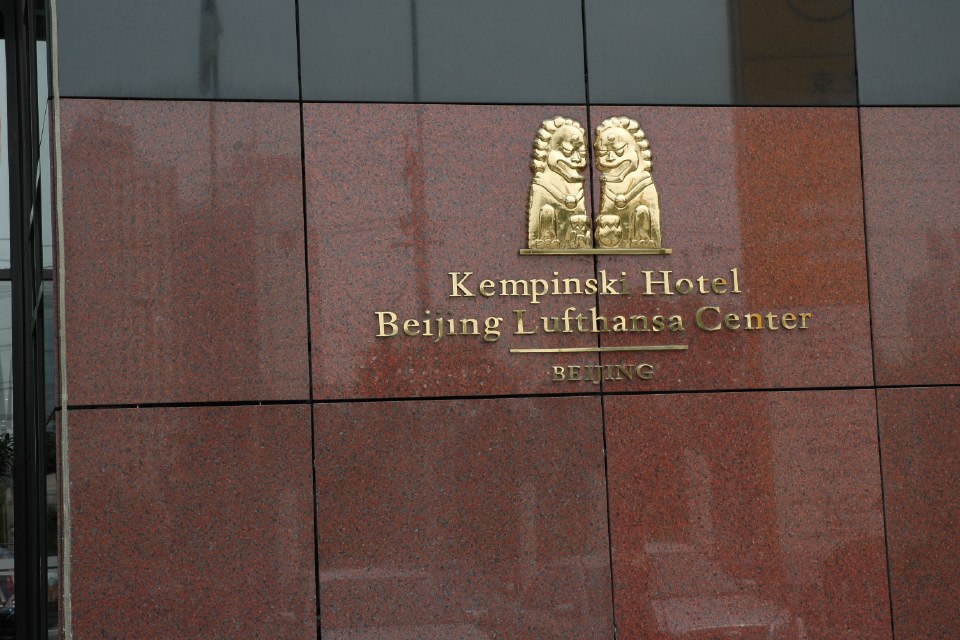 Kempinski Hotel
Beijing Lufthansa Center
BEIJING